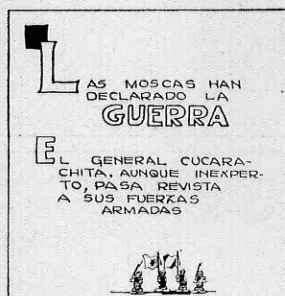 LAS MOSCAS HAN
DECLARADO LA
GUERRA
EL GENERAL CUCARA-
CHITA, AUNQUE INEXPER-
TO, PASA REVISTA
A SUS FUERZAS
ARMADAS